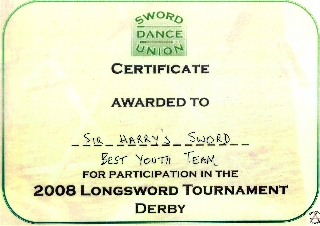 SWORD
DANCE
UNION
CERTIFICATE
AWARDED TO
SIR HARRY'S SWORD
BEST YOUTH TEAM
FOR PARTICIPATION IN THE
2008 LONGSWORD TOURNAMENT
DERBY